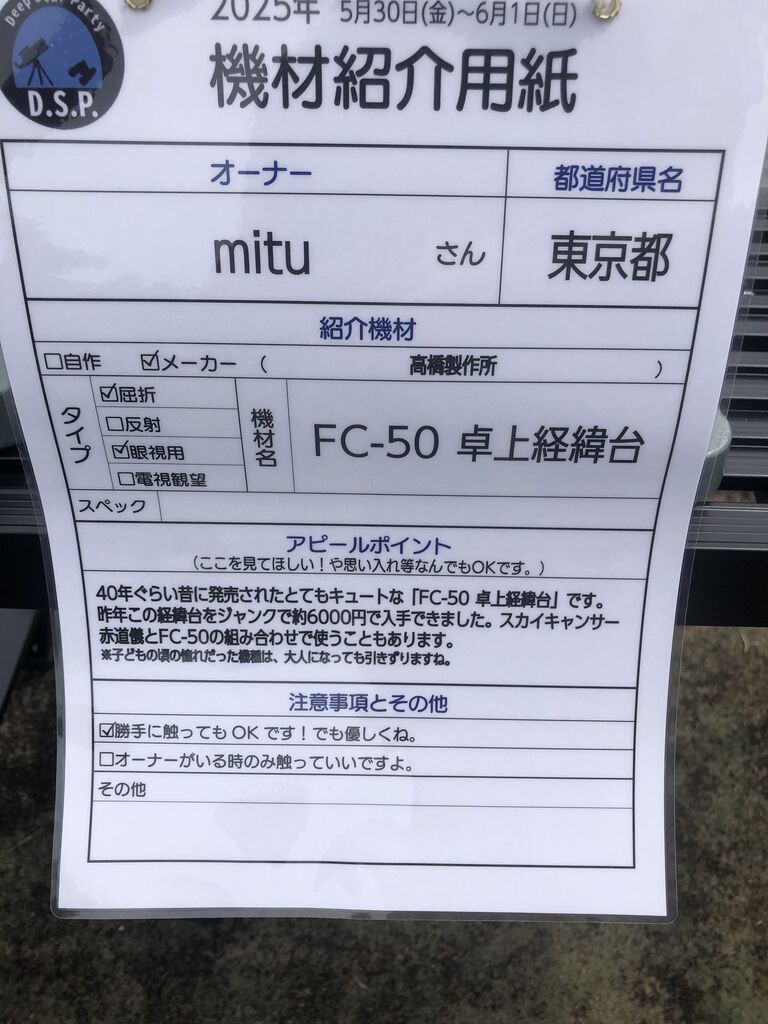 Deep Star Party
D.S.P.
2025年 5月30日(金)～6月1日(日)
機材紹介用紙
オーナー 都道府県名
mitu さん 東京都
紹介機材
□自作 ☑メーカー ( 高橋製作所 )
タイプ
☑屈折
□反射
☑眼視用
□電視観望
機材名
FC-50 卓上経緯台
スペック
アピールポイント
(ここを見てほしい！や思い入れ等なんでもOKです。)
40年ぐらい昔に発売されたとてもキュートな「FC-50 卓上経緯台」です。
昨年この経緯台をジャンクで約6000円で入手できました。スカイキャンサー
赤道儀とFC-50の組み合わせで使うこともあります。
※子どもの頃の憧れだった機種は、大人になっても引きずりますね。
注意事項とその他
☑勝手に触ってもOKです！でも優しくね。
□オーナーがいる時のみ触っていいですよ。
その他